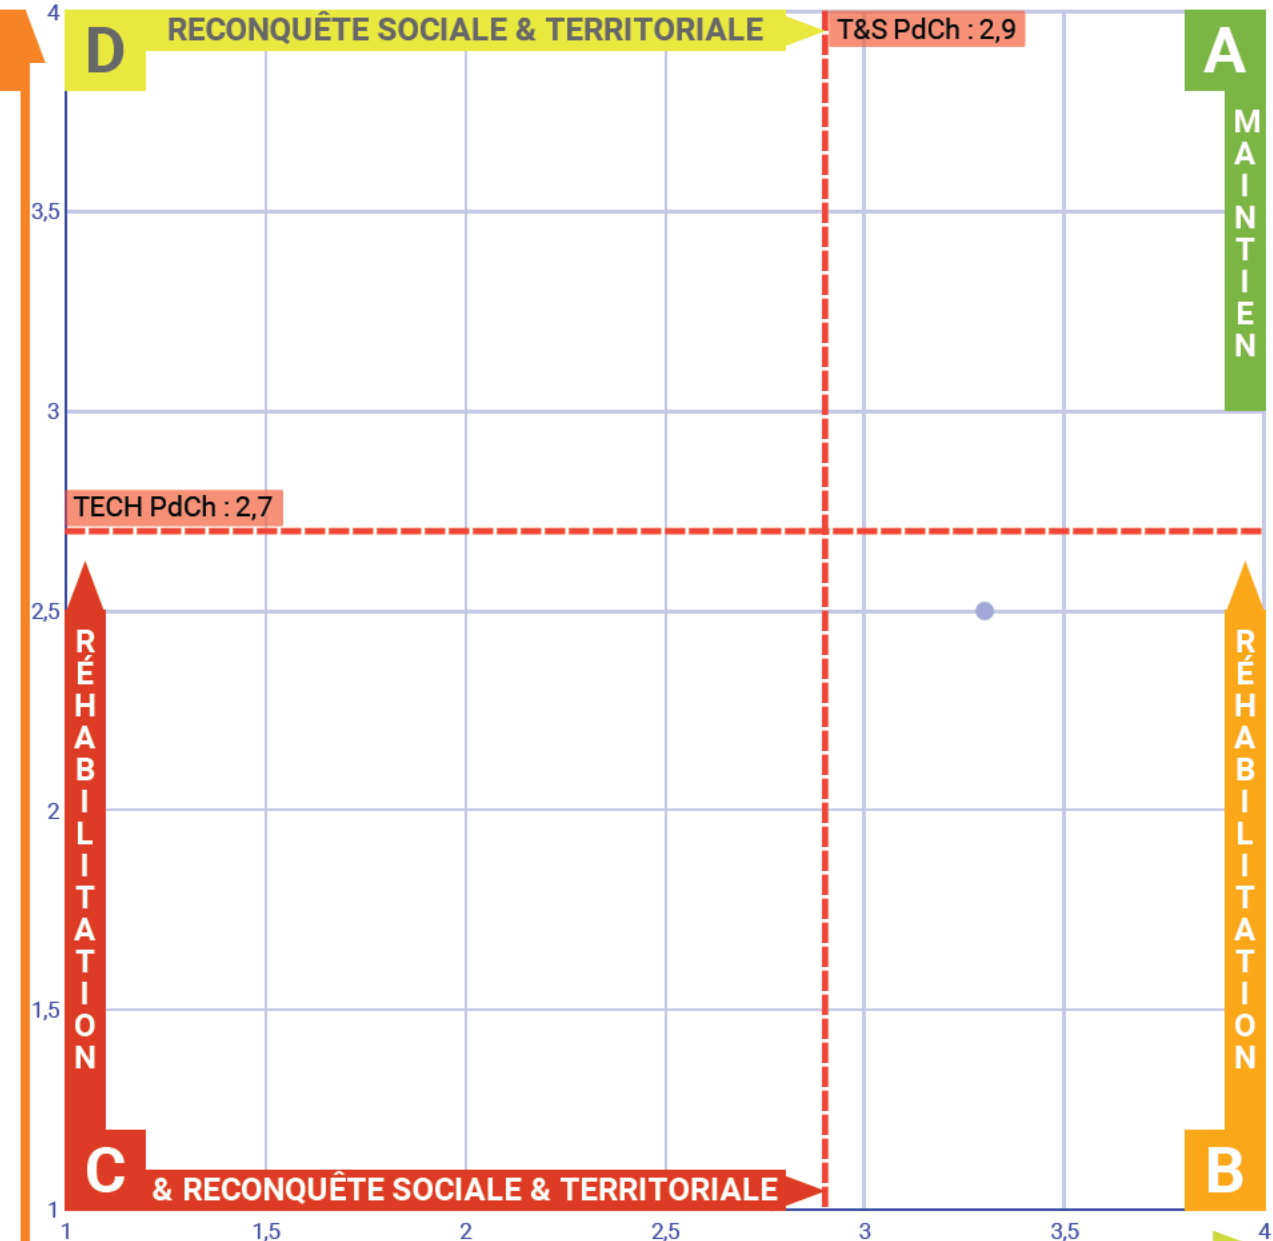 4
D
RECONQUÊTE SOCIALE & TERRITORIALE
T&S PdCh : 2,9
A
MAINTIEN
3,5
3
TECH PdCh : 2,7
2,5
RÉHABILITATION
RÉHABILITATION
2
1,5
C
& RECONQUÊTE SOCIALE & TERRITORIALE
B
1
1
1,5
2
2,5
3
3,5
4